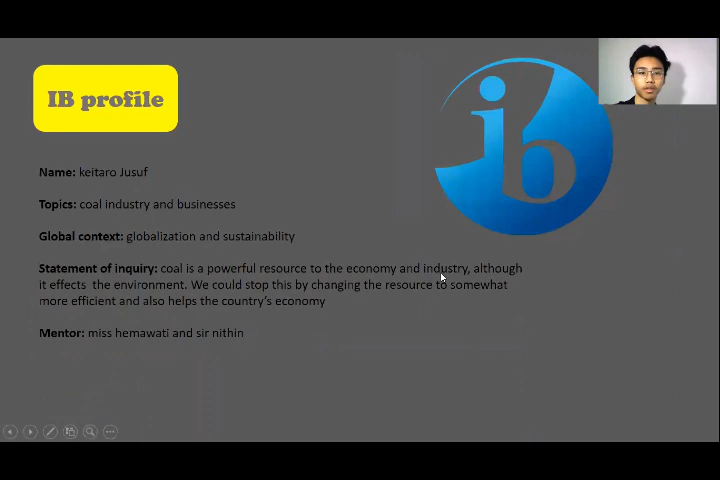 IB profile
ib
Name: keitaro Jusuf
Topics: coal industry and businesses
Global context: globalization and sustainability
Statement of inquiry: coal is a powerful resource to the economy and industry, although
it effects the environment. We could stop this by changing the resource to somewhat
more efficient and also helps the country's economy
Mentor: miss hemawati and sir nithin